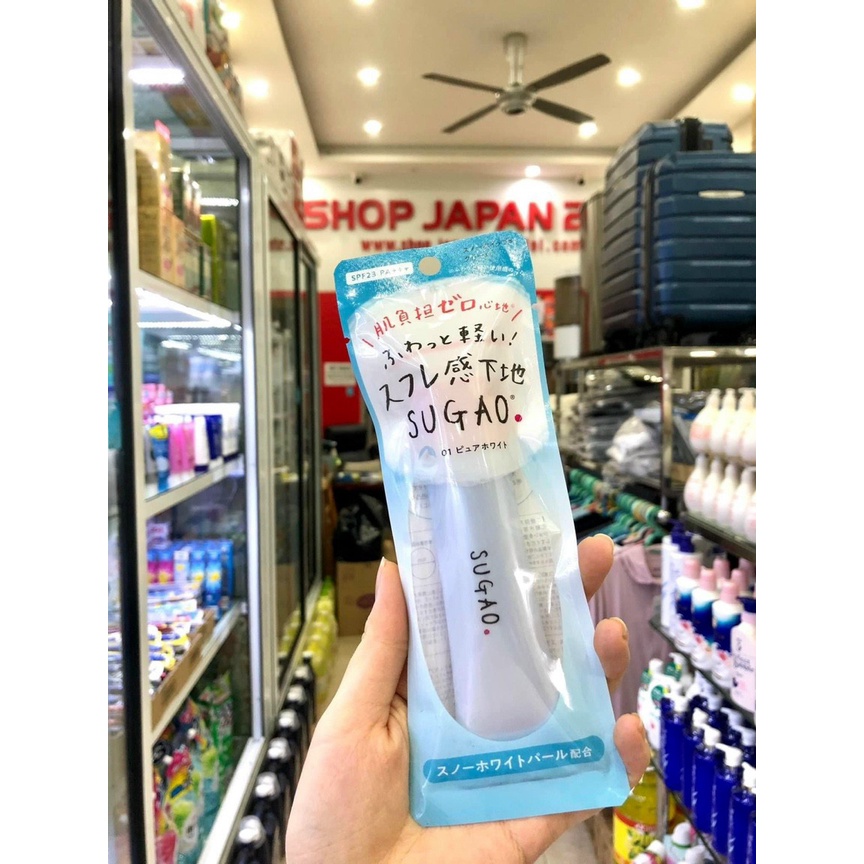 SHOP JAPAN
SPF23 PA+++
肌負担ゼロ心地
ふわっと軽い!
スフレ感下地
SUGAO®
01 ピュアホワイト
SUGAO
スノーホワイトパール配合